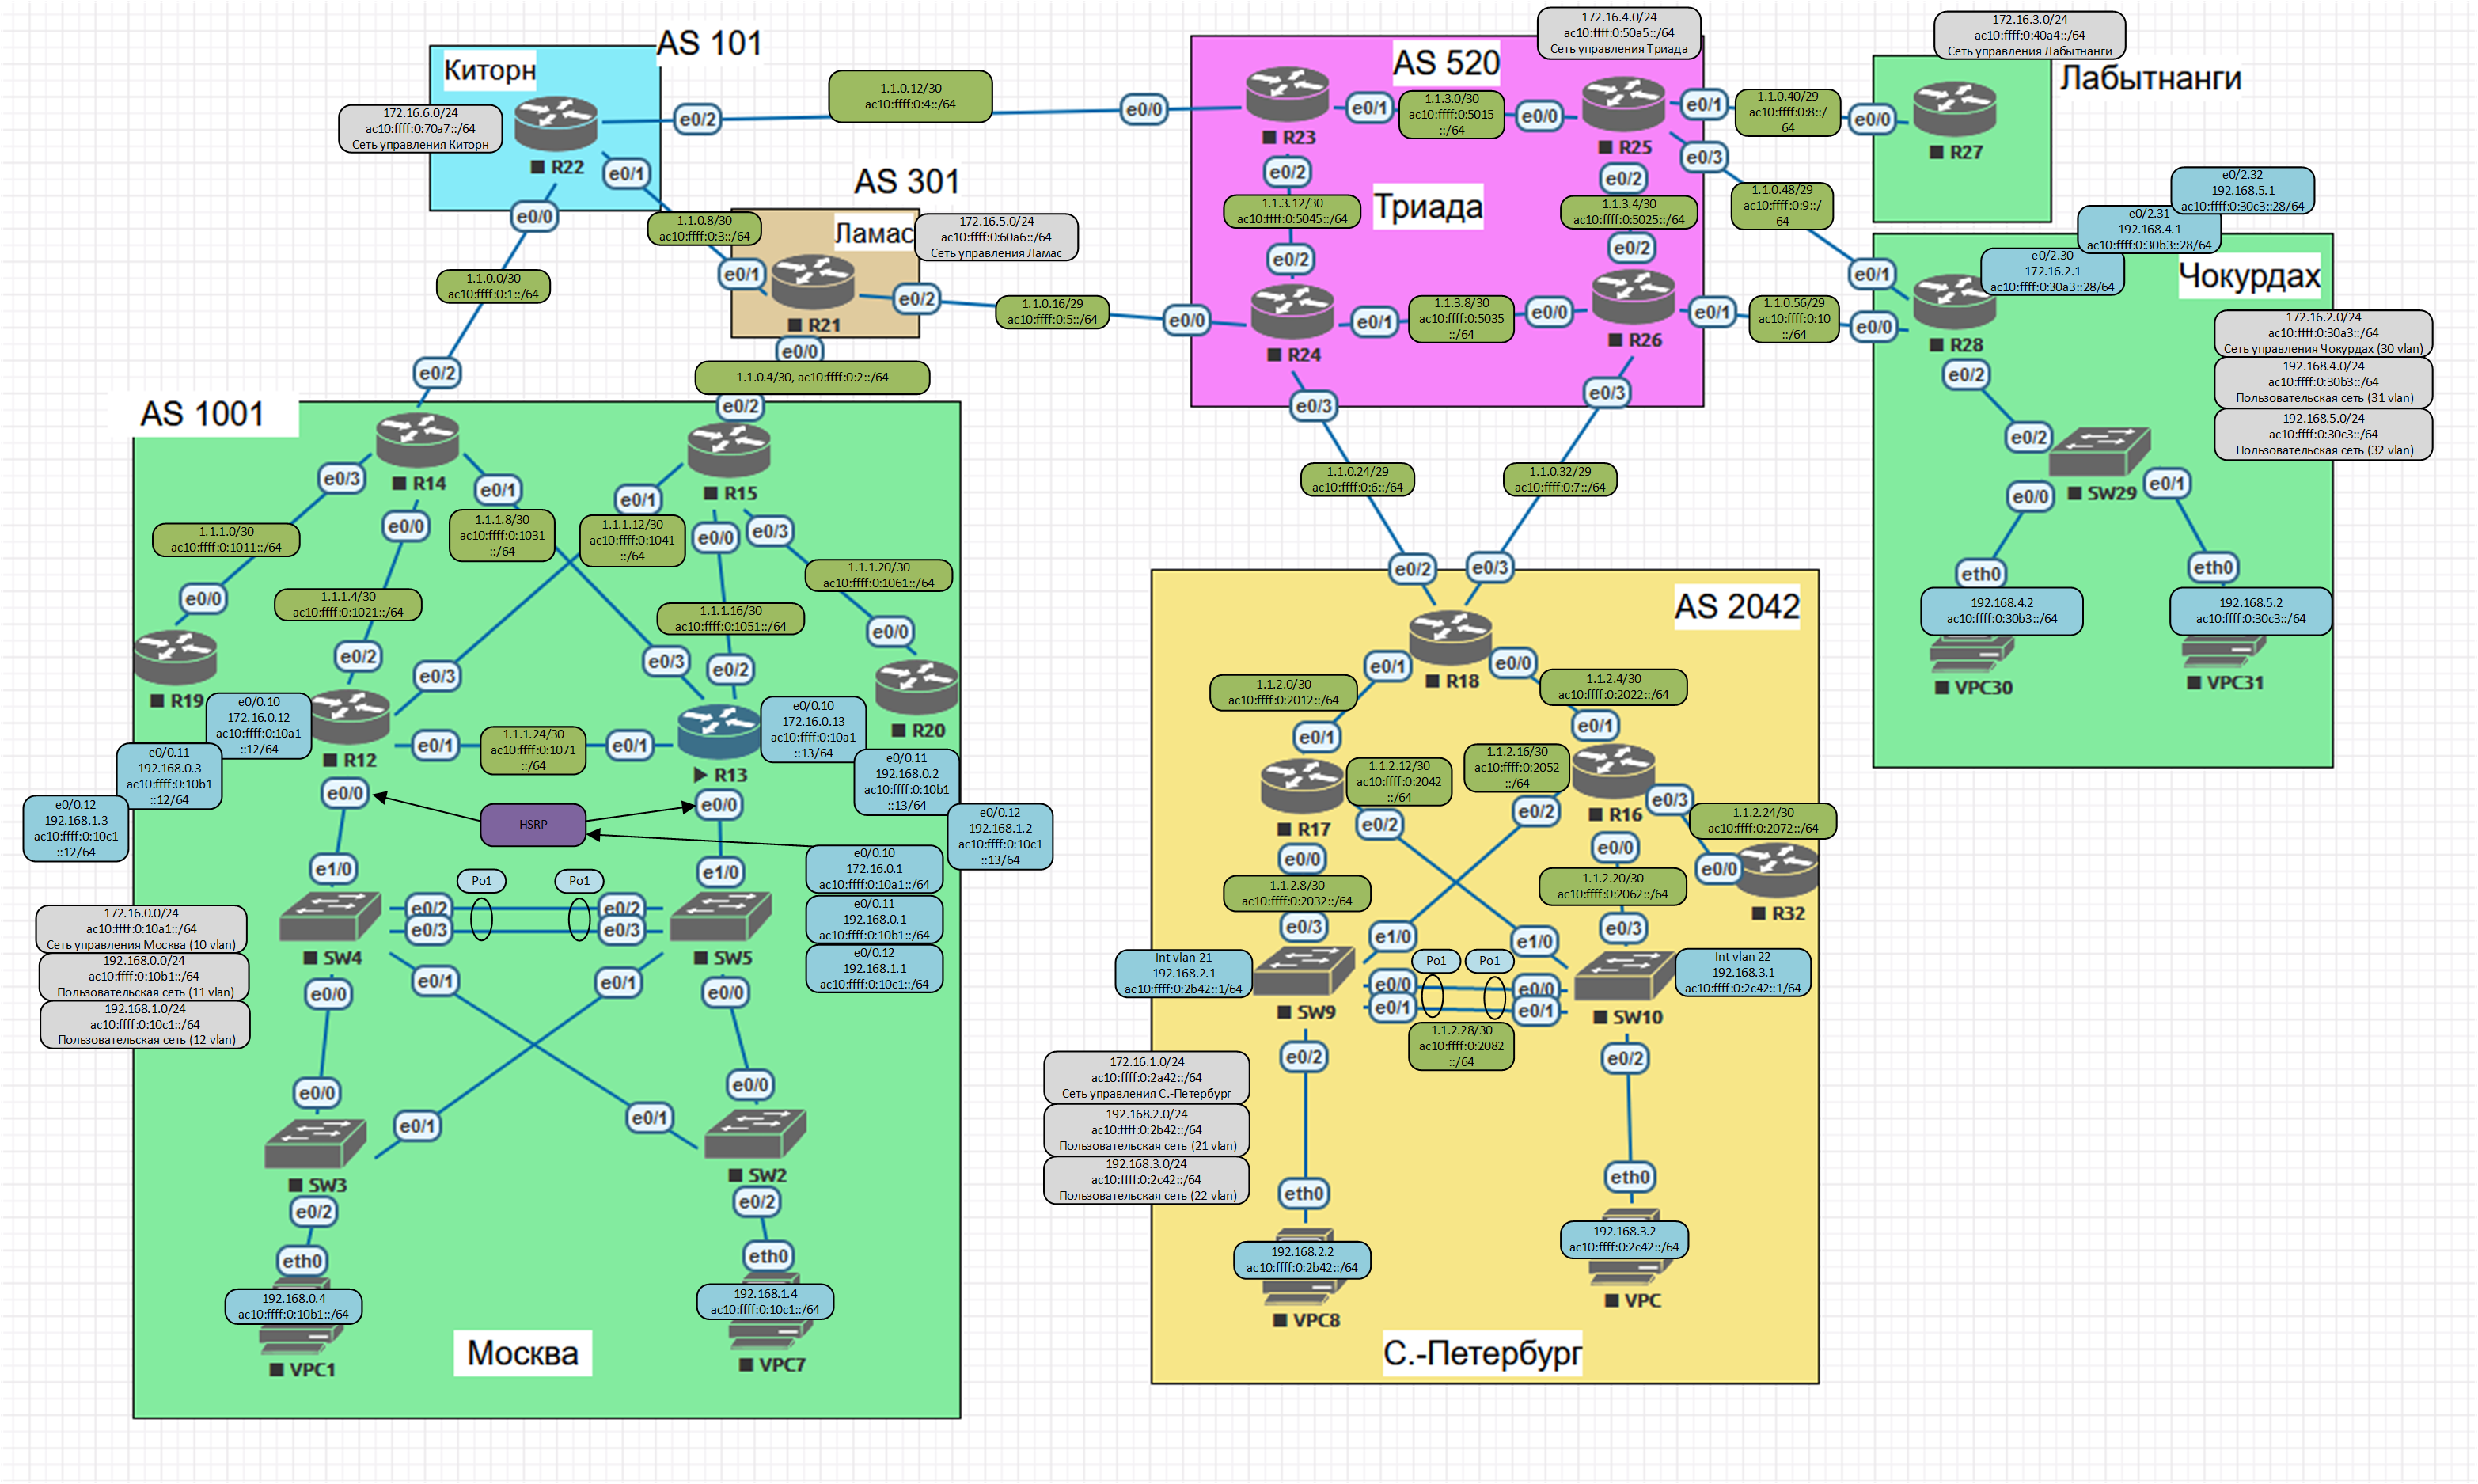 AS 101
Киторн
172.16.6.0/24
ac10:ffff:0:70a7::/64
Сеть управления Киторн
R22
e0/2
e0/1
e0/0
1.1.0.12/30
ac10:ffff:0:4::/64
1.1.0.8/30
ac10:ffff:0:3::/64
1.1.0.0/30
ac10:ffff:0:1::/64
AS 301
Ламас
172.16.5.0/24
ac10:ffff:0:60a6::/64
Сеть управления Ламас
e0/1
e0/2
R21
e0/0
1.1.0.4/30, ac10:ffff:0:2::/64
1.1.0.16/29
ac10:ffff:0:5::/64
AS 520
Триада
172.16.4.0/24
ac10:ffff:0:50a5::/64
Сеть управления Триада
e0/0
R23
e0/1
e0/2
1.1.3.0/30
ac10:ffff:0:5015
::/64
e0/0
R25
e0/1
e0/3
e0/2
1.1.3.12/30
ac10:ffff:0:5045::/64
1.1.3.4/30
ac10:ffff:0:5025::/64
e0/2
e0/2
e0/0
R24
e0/1
e0/3
1.1.3.8/30
ac10:ffff:0:5035
::/64
e0/0
R26
e0/1
e0/3
1.1.0.40/29
ac10:ffff:0:8::/
64
1.1.0.48/29
ac10:ffff:0:9::/
64
1.1.0.56/29
ac10:ffff:0:10
::/64
1.1.0.24/29
ac10:ffff:0:6::/64
1.1.0.32/29
ac10:ffff:0:7::/64
172.16.3.0/24
ac10:ffff:0:40a4::/64
Сеть управления Лабытнанги
Лабытнанги
e0/0
R27
e0/2.32
192.168.5.1
ac10:ffff:0:30c3::28/64
e0/2.31
192.168.4.1
ac10:ffff:0:30b3::28/64
e0/2.30
172.16.2.1
ac10:ffff:0:30a3::28/64
Чокурдах
e0/1
e0/0
R28
e0/2
172.16.2.0/24
ac10:ffff:0:30a3::/64
Сеть управления Чокурдах (30 vlan)
192.168.4.0/24
ac10:ffff:0:30b3::/64
Пользовательская сеть (31 vlan)
192.168.5.0/24
ac10:ffff:0:30c3::/64
Пользовательская сеть (32 vlan)
e0/2
SW29
e0/0
e0/1
eth0
eth0
192.168.4.2
ac10:ffff:0:30b3::/64
192.168.5.2
ac10:ffff:0:30c3::/64
VPC30
VPC31
AS 1001
e0/2
R14
e0/3
e0/0
e0/1
e0/2
R15
e0/1
e0/0
e0/3
1.1.1.0/30
ac10:ffff:0:1011::/64
1.1.1.8/30
ac10:ffff:0:1031
::/64
1.1.1.12/30
ac10:ffff:0:1041
::/64
1.1.1.20/30
ac10:ffff:0:1061::/64
1.1.1.4/30
ac10:ffff:0:1021::/64
1.1.1.16/30
ac10:ffff:0:1051::/64
e0/0
R19
e0/0
R20
e0/2
e0/3
e0/3
e0/2
e0/0.10
172.16.0.12
ac10:ffff:0:10a1
::12/64
e0/0.11
192.168.0.3
ac10:ffff:0:10b1
::12/64
e0/0.12
192.168.1.3
ac10:ffff:0:10c1
::12/64
R12
e0/1
1.1.1.24/30
ac10:ffff:0:1071
::/64
e0/1
R13
e0/0.10
172.16.0.13
ac10:ffff:0:10a1
::13/64
e0/0.11
192.168.0.2
ac10:ffff:0:10b1
::13/64
e0/0.12
192.168.1.2
ac10:ffff:0:10c1
::13/64
e0/0
HSRP
e0/0
e0/0.10
172.16.0.1
ac10:ffff:0:10a1::/64
e0/0.11
192.168.0.1
ac10:ffff:0:10b1::/64
e0/0.12
192.168.1.1
ac10:ffff:0:10c1::/64
e1/0
Po1
Po1
e1/0
e0/2
e0/3
e0/2
e0/3
SW4
SW5
e0/0
e0/1
e0/1
e0/0
172.16.0.0/24
ac10:ffff:0:10a1::/64
Сеть управления Москва (10 vlan)
192.168.0.0/24
ac10:ffff:0:10b1::/64
Пользовательская сеть (11 vlan)
192.168.1.0/24
ac10:ffff:0:10c1::/64
Пользовательская сеть (12 vlan)
e0/0
e0/1
e0/1
e0/0
SW3
SW2
e0/2
e0/2
eth0
eth0
192.168.0.4
ac10:ffff:0:10b1::/64
192.168.1.4
ac10:ffff:0:10c1::/64
VPC1
VPC7
Москва
AS 2042
e0/2
e0/3
R18
e0/1
e0/0
1.1.2.0/30
ac10:ffff:0:2012::/64
1.1.2.4/30
ac10:ffff:0:2022::/64
e0/1
e0/1
R17
1.1.2.12/30
ac10:ffff:0:2042
::/64
1.1.2.16/30
ac10:ffff:0:2052
::/64
R16
e0/3
e0/2
e0/2
e0/0
e0/0
1.1.2.24/30
ac10:ffff:0:2072::/64
e0/0
R32
1.1.2.8/30
ac10:ffff:0:2032::/64
1.1.2.20/30
ac10:ffff:0:2062::/64
e0/3
e1/0
e1/0
e0/3
Int vlan 21
192.168.2.1
ac10:ffff:0:2b42::1/64
Int vlan 22
192.168.3.1
ac10:ffff:0:2c42::1/64
Po1
Po1
e0/0
e0/1
e0/0
e0/1
SW9
SW10
1.1.2.28/30
ac10:ffff:0:2082
::/64
e0/2
e0/2
172.16.1.0/24
ac10:ffff:0:2a42::/64
Сеть управления С.-Петербург
192.168.2.0/24
ac10:ffff:0:2b42::/64
Пользовательская сеть (21 vlan)
192.168.3.0/24
ac10:ffff:0:2c42::/64
Пользовательская сеть (22 vlan)
eth0
eth0
192.168.2.2
ac10:ffff:0:2b42::/64
192.168.3.2
ac10:ffff:0:2c42::/64
VPC8
VPC
С.-Петербург